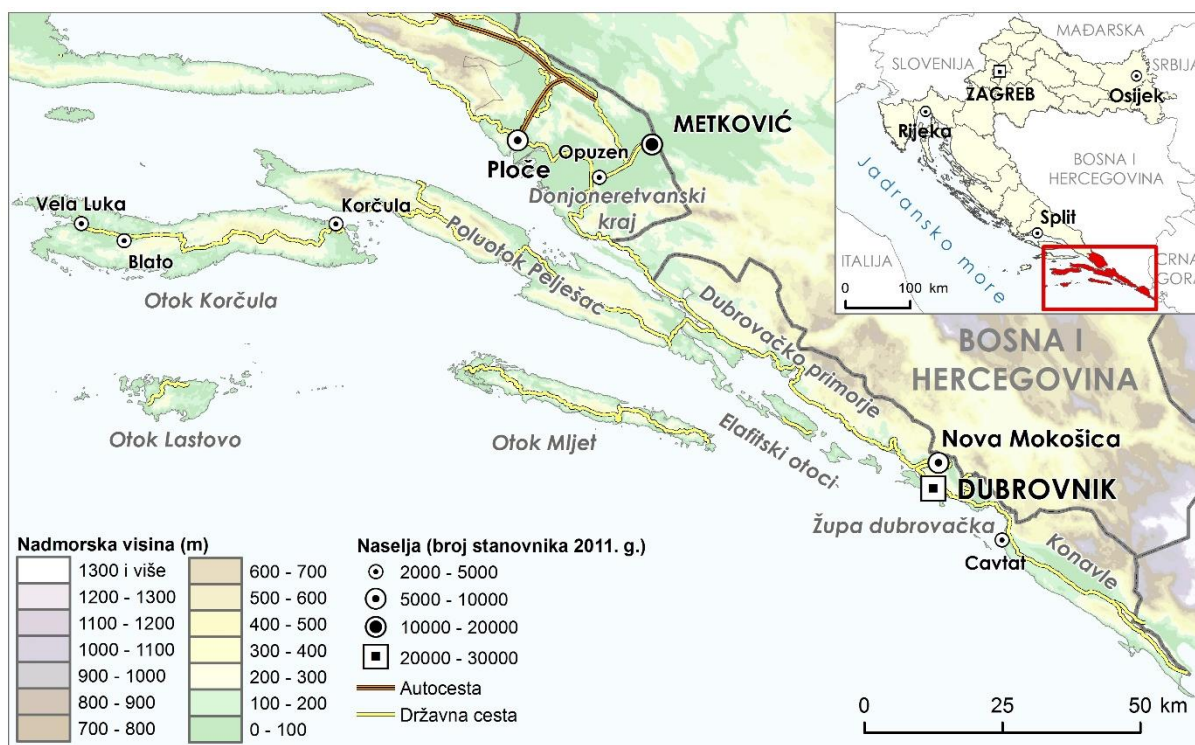 METKOVIĆ
Ploče
Opuzen
Donjoneretvanski
kraj
Vela Luka
Blato
Korčula
Otok Korčula
Poluotok Pelješac
Dubrovačko primorje
BOSNA I
HERCEGOVINA
Otok Lastovo
Otok Mljet
Elafitski otoci
Nova Mokošica
DUBROVNIK
Župa dubrovačka
Cavtat
Konavle
MAĐARSKA
SLOVENIJA
SRBIJA
ZAGREB
Osijek
Rijeka
BOSNA I
HERCEGOVINA
Jadransko more
Split
ITALIJA
CRNA
GORA
0 100 km
Nadmorska visina (m)
1300 i više
1200 - 1300
1100 - 1200
1000 - 1100
900 - 1000
800 - 900
700 - 800
600 - 700
500 - 600
400 - 500
300 - 400
200 - 300
100 - 200
0 - 100
Naselja (broj stanovnika 2011. g.)
2000 - 5000
5000 - 10000
10000 - 20000
20000 - 30000
Autocesta
Državna cesta
0 25 50 km